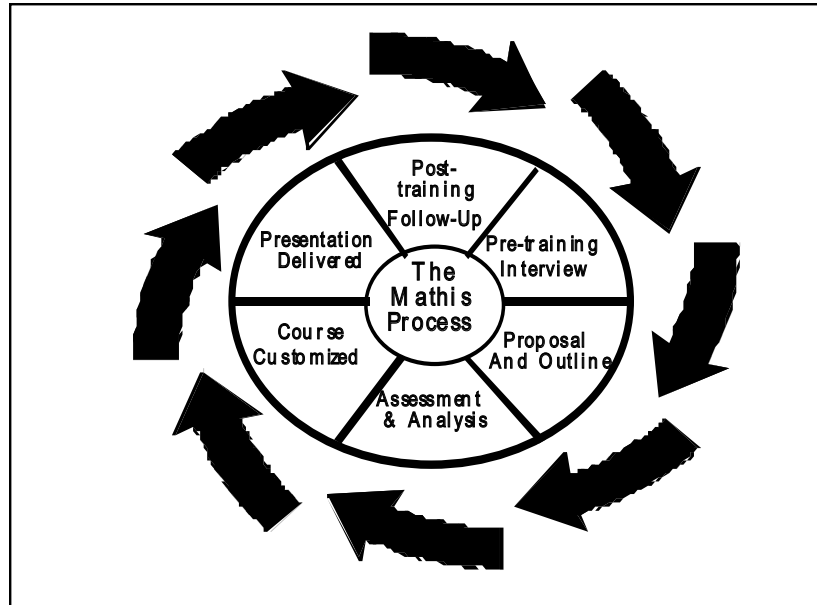 Post-
training
Follow-Up
Pre-training
Interview
Proposal
And Outline
Assessment
& Analysis
Course
Customized
Presentation
Delivered
The
Mathis
Process